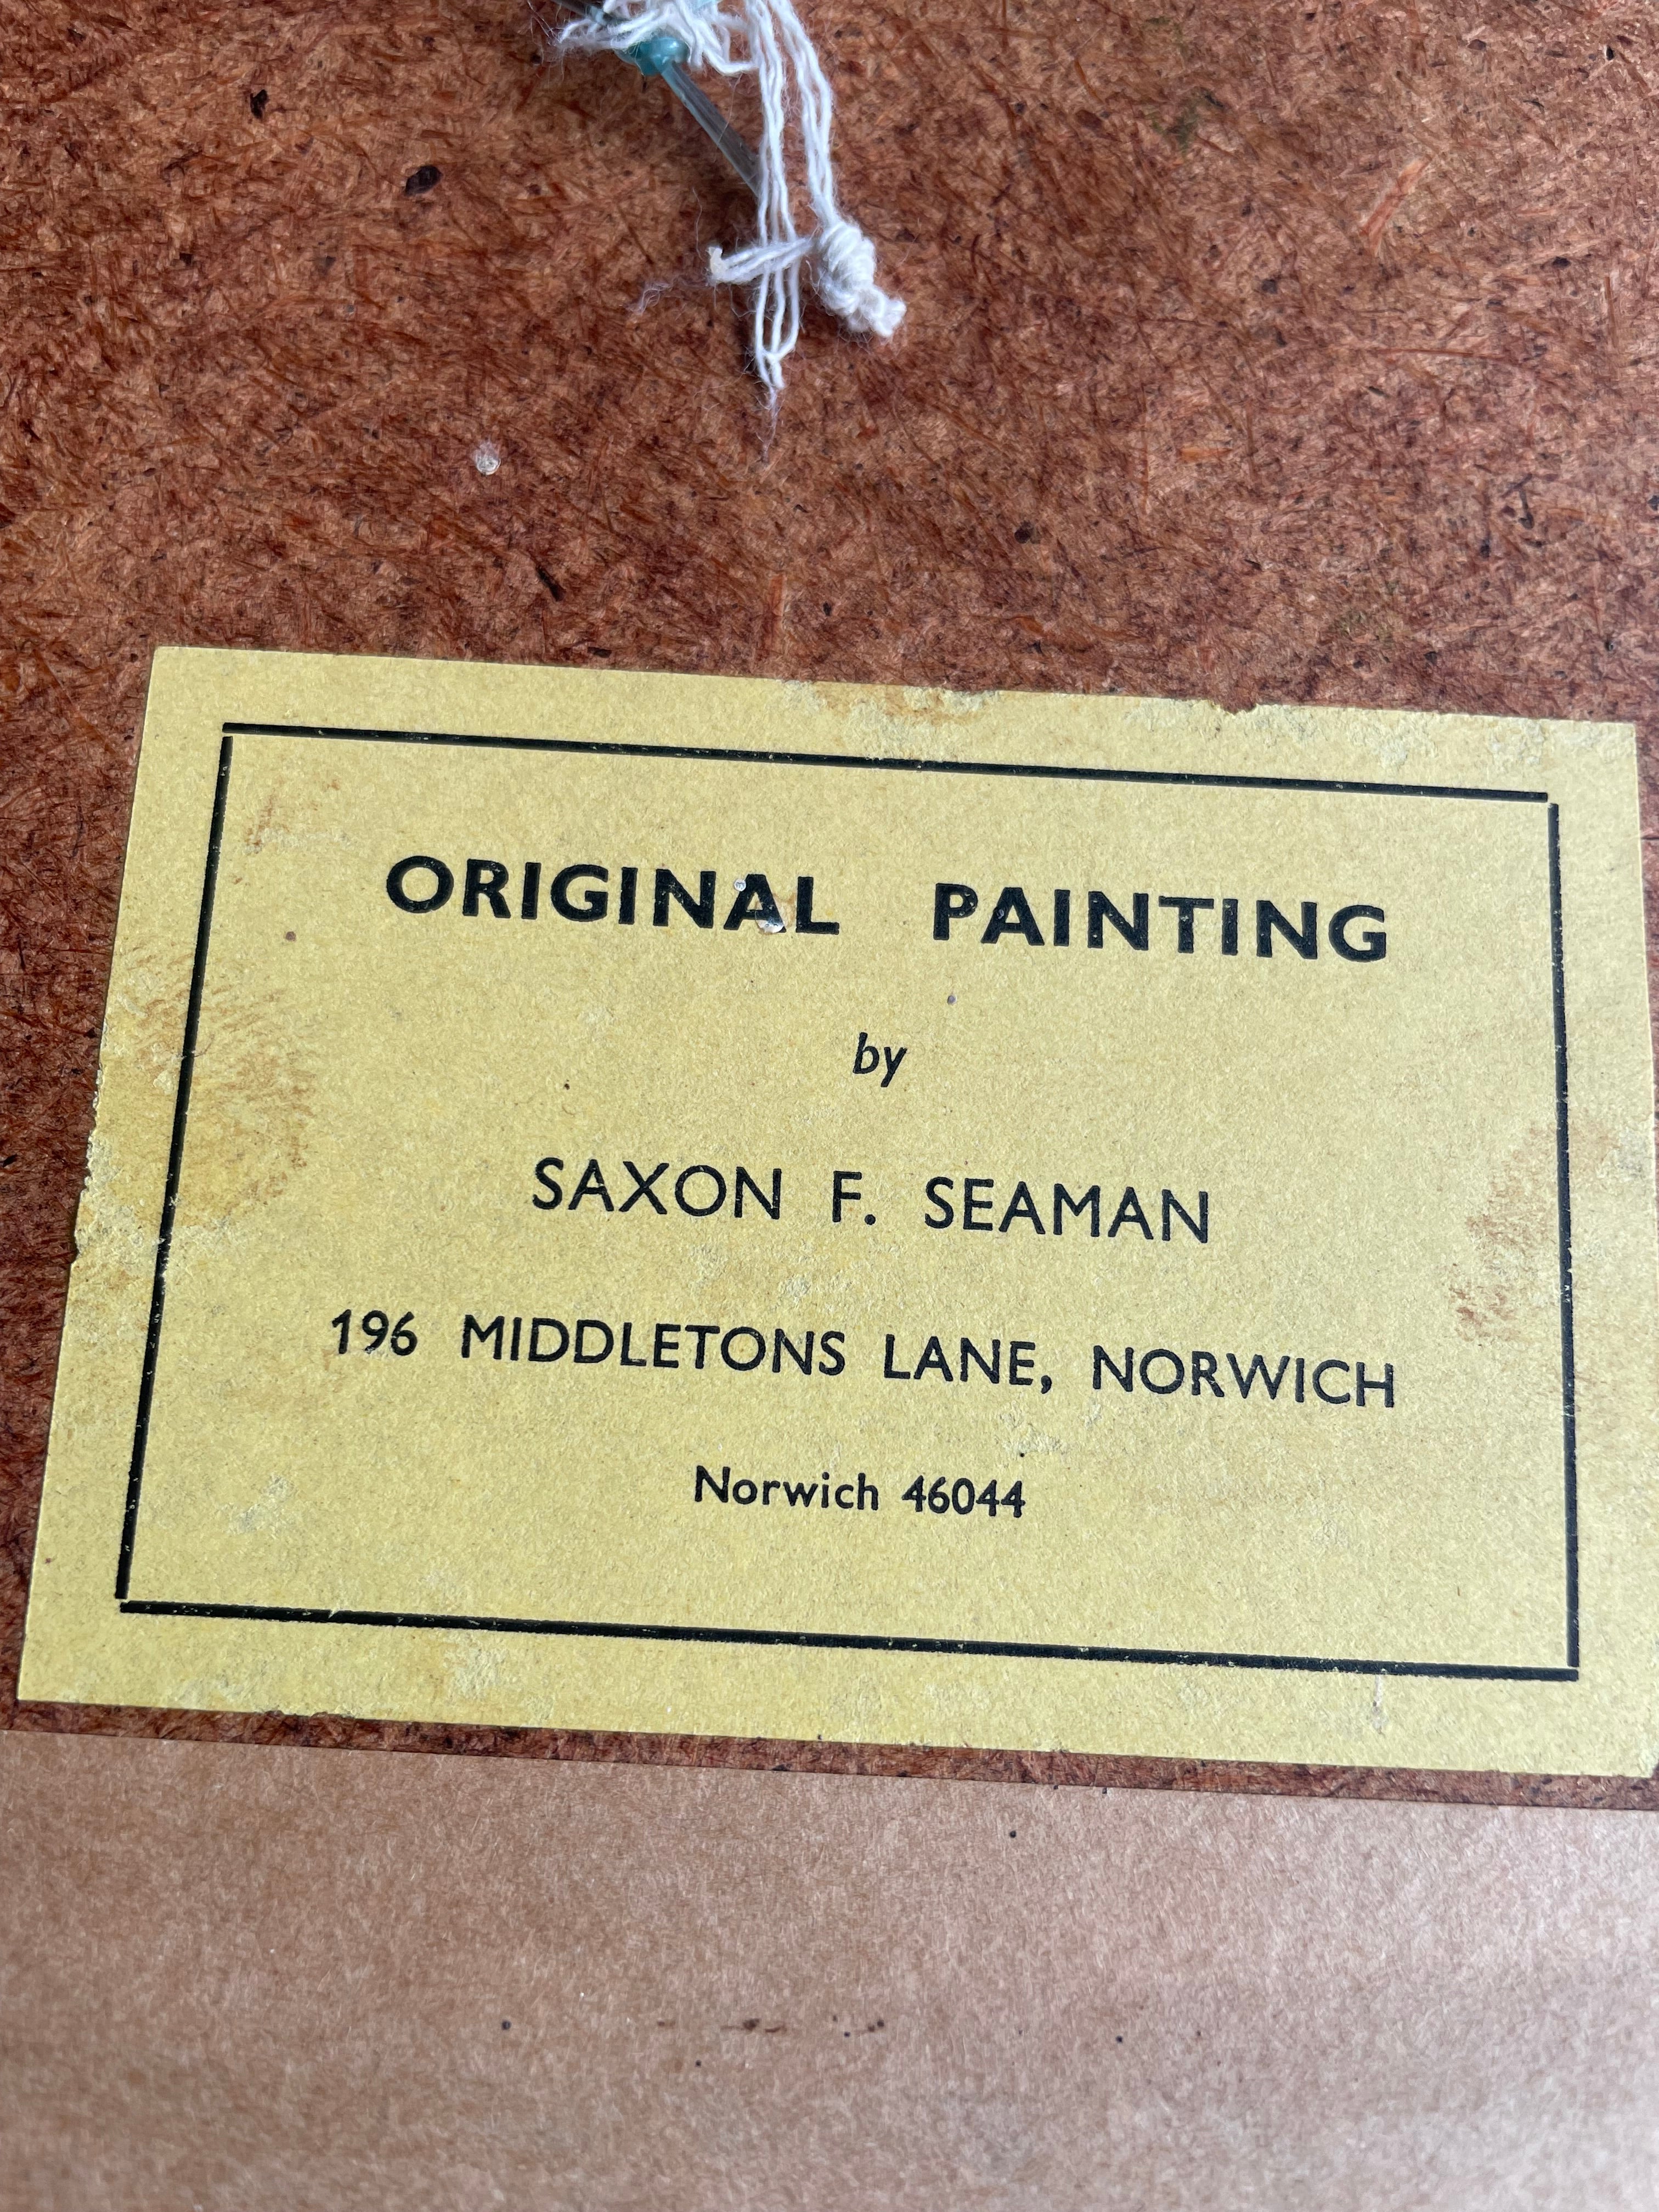 ORIGINAL PAINTING
by
SAXON F. SEAMAN
196 MIDDLETONS LANE, NORWICH
Norwich 46044